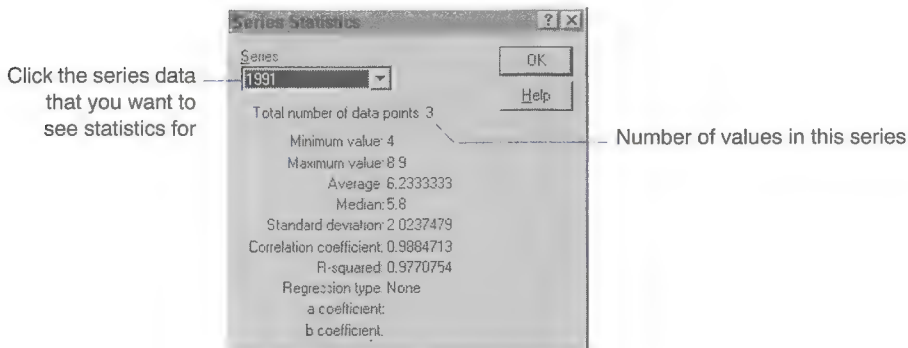 Series Statistics
Series
1991
OK
Help
Click the series data
that you want to
see statistics for
Total number of data points 3
Number of values in this series
Minimum value: 4
Maximum value: 8 9
Average 6.2333333
Median: 5.8
Standard deviation: 2 0237479
Correlation coefficient: 0.9884713
R-squared: 0.9770754
Regression type None
a coefficient:
b coefficient.